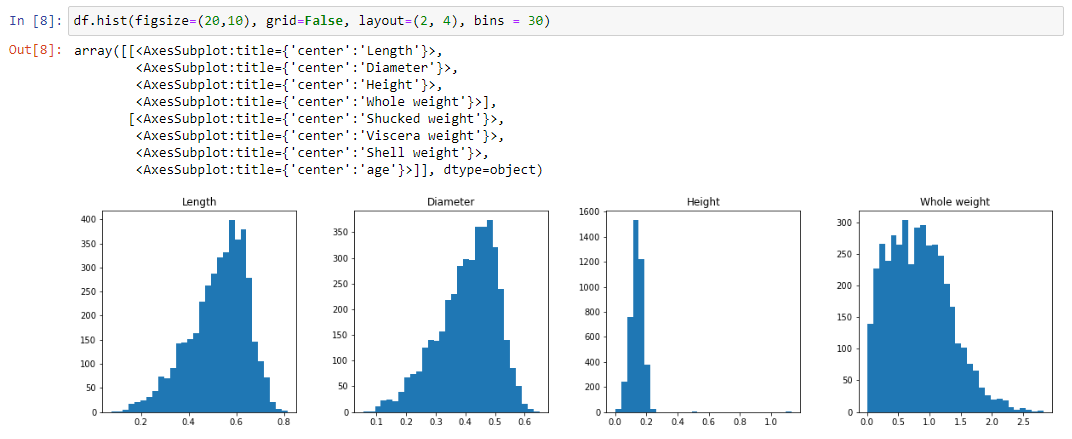 In [8]: df.hist(figsize=(20,10), grid=False, layout=(2, 4), bins = 30)
Out[8]: array([[<AxesSubplot:title={'center':'Length'}>,
<AxesSubplot:title={'center':'Diameter'}>,
<AxesSubplot:title={'center':'Height'}>,
<AxesSubplot:title={'center':'Whole weight'}>],
[<AxesSubplot:title={'center':'Shucked weight'}>,
<AxesSubplot:title={'center':'Viscera weight'}>,
<AxesSubplot:title={'center':'Shell weight'}>,
<AxesSubplot:title={'center':'age'}>]], dtype=object)
Length
400
350
300
250
200
150
100
50
0
0.2 0.4 0.6 0.8
Diameter
350
300
250
200
150
100
50
0
0.1 0.2 0.3 0.4 0.5 0.6
Height
1600
1400
1200
1000
800
600
400
200
0
0.0 0.2 0.4 0.6 0.8 1.0
Whole weight
300
250
200
150
100
50
0
0.0 0.5 1.0 1.5 2.0 2.5